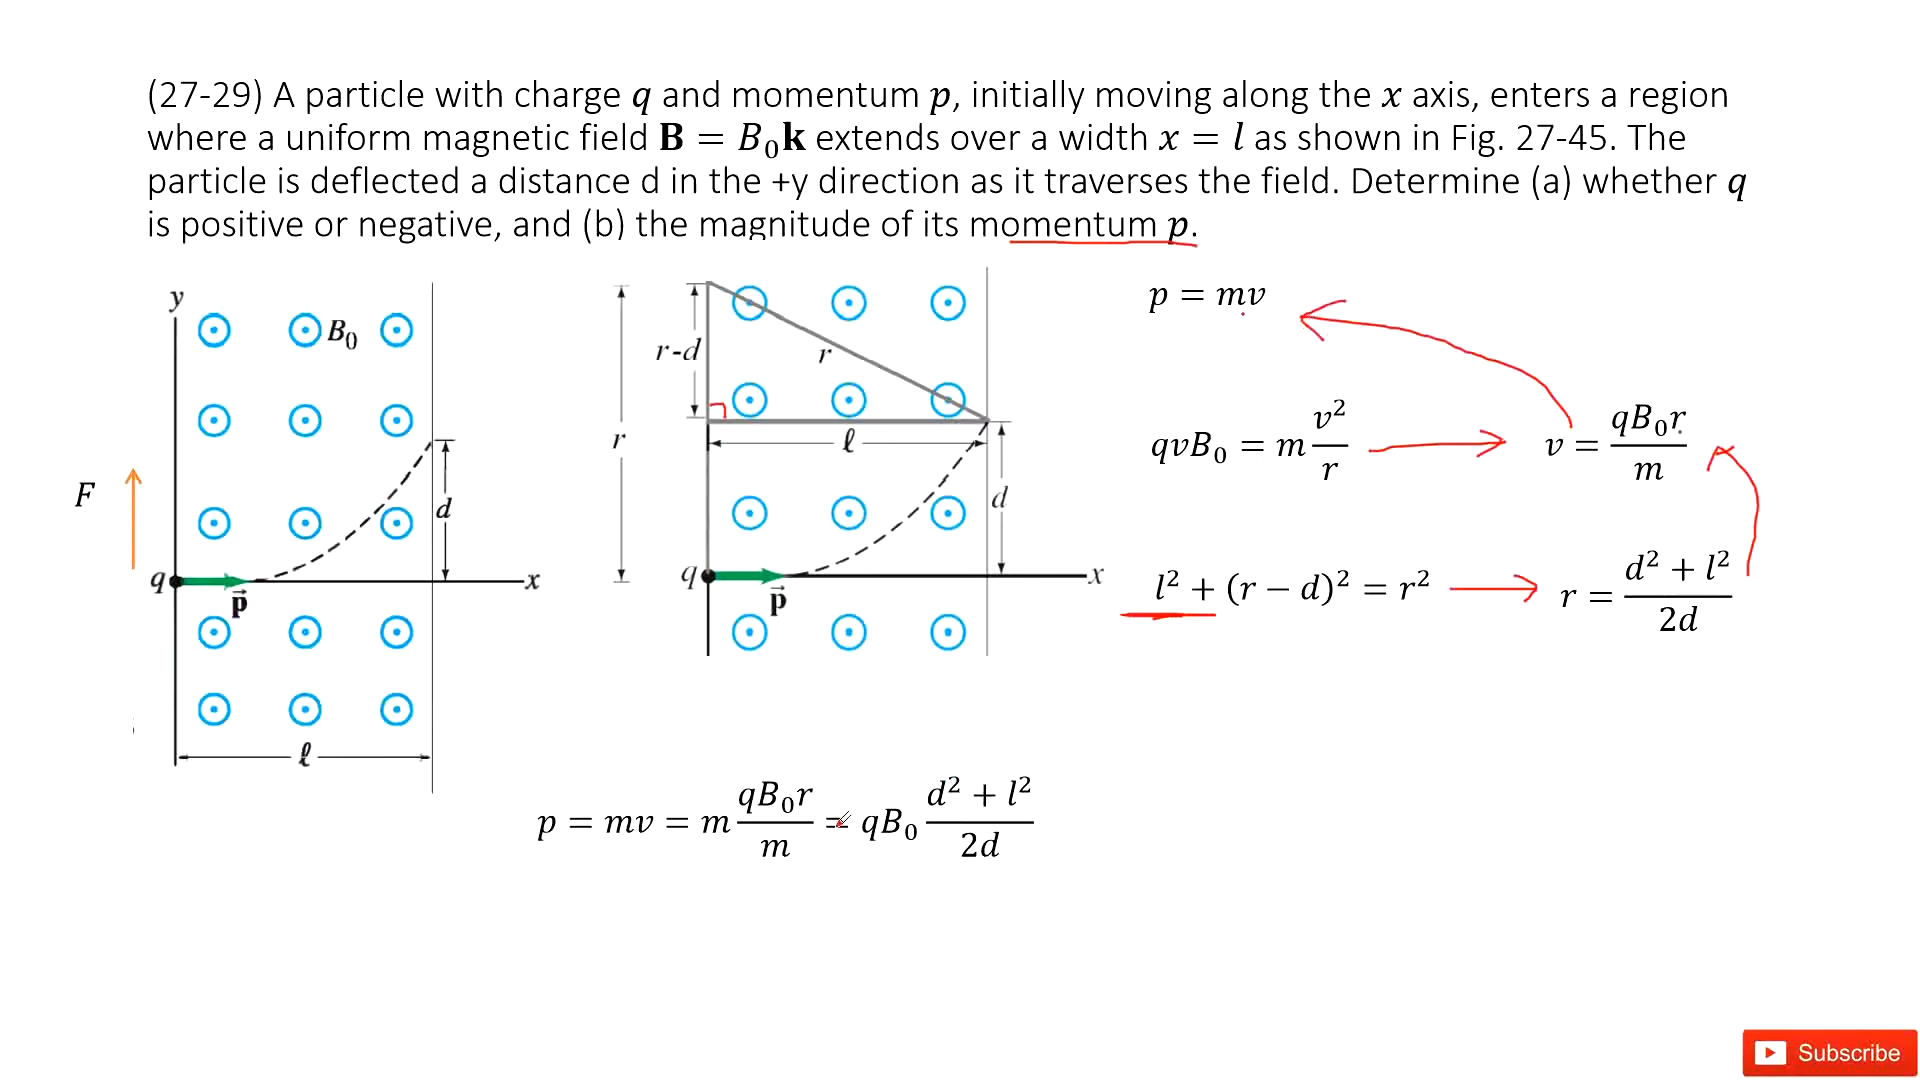 (27-29) A particle with charge q and momentum p, initially moving along the x axis, enters a region
where a uniform magnetic field B = B₀k extends over a width x = l as shown in Fig. 27-45. The
particle is deflected a distance d in the +y direction as it traverses the field. Determine (a) whether q
is positive or negative, and (b) the magnitude of its momentum p.
y
B₀
F
d
q
p⃗
x
ℓ
r-d
r
r
ℓ
d
q
p⃗
x
p = mv
qvB₀ = m v²/r
v = qB₀r/m
l² + (r − d)² = r²
r = (d² + l²)/2d
p = mv = m qB₀r/m = qB₀ (d² + l²)/2d
Subscribe